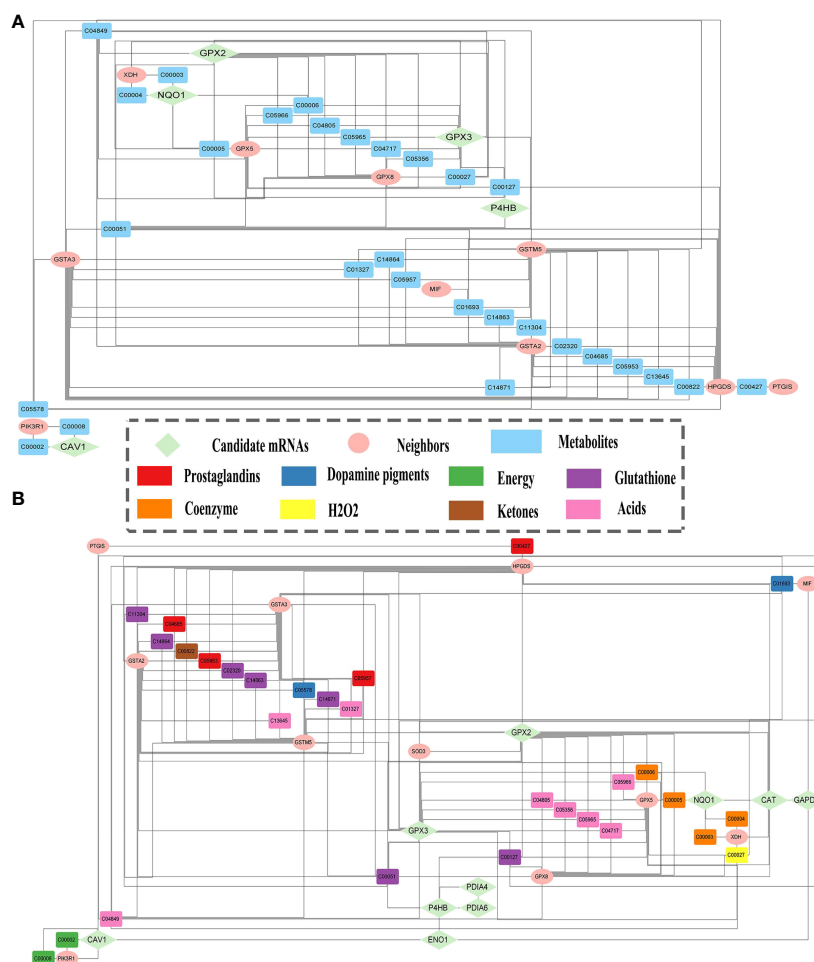 A
C04849
GPX2
XDH
C00003
C00004
NQO1
C00006
C05966
C04805
C05965
GPX3
C00005
GPX5
C04717
C05356
GPX8
C00027
C00127
P4HB
C00051
GSTM5
GSTA3
C14864
C01327
C05957
MIF
C01693
C14863
C11304
GSTA2
C02320
C04685
C05953
C13645
C14871
C00822
HPGDS
C00427
PTGIS
C05578
PIK3R1
C00008
C00002
CAV1
Candidate mRNAs
Neighbors
Metabolites
Prostaglandins
Dopamine pigments
Energy
Glutathione
Coenzyme
H2O2
Ketones
Acids
B
PTGIS
C00427
HPGDS
C01693
MIF
GSTA3
C11304
C04685
C14864
C00822
GSTA2
C05953
C02320
C14863
C05957
C05578
C14871
C01327
C13645
GSTM5
SOD3
GPX2
C00006
C05966
C04805
GPX5
C00005
NQO1
CAT
GAPD
C05356
C05965
C04717
C00004
GPX3
C00003
XDH
C00127
C00027
C00051
GPX8
PDIA4
P4HB
PDIA6
C04849
C00002
CAV1
ENO1
C00008
PIK3R1